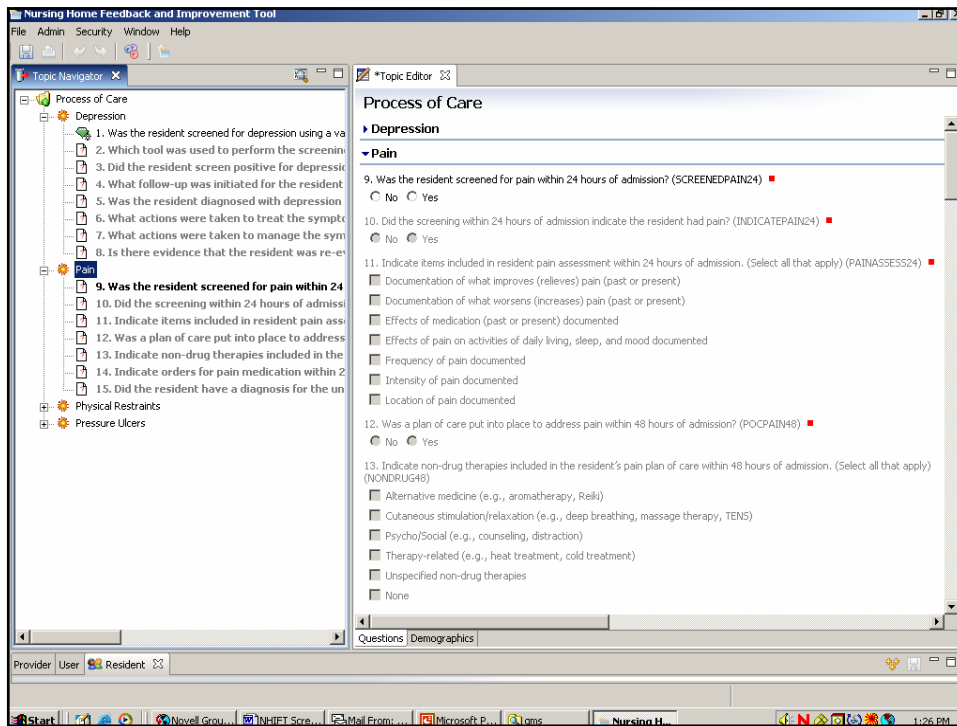 Nursing Home Feedback and Improvement Tool
File Admin Security Window Help
Topic Navigator
Process of Care
Depression
1. Was the resident screened for depression using a va
2. Which tool was used to perform the screenin
3. Did the resident screen positive for depressio
4. What follow-up was initiated for the resident
5. Was the resident diagnosed with depression
6. What actions were taken to treat the sympto
7. What actions were taken to manage the sym
8. Is there evidence that the resident was re-ev
Pain
9. Was the resident screened for pain within 24
10. Did the screening within 24 hours of admissi
11. Indicate items included in resident pain ass
12. Was a plan of care put into place to address
13. Indicate non-drug therapies included in the
14. Indicate orders for pain medication within 2
15. Did the resident have a diagnosis for the un
Physical Restraints
Pressure Ulcers
*Topic Editor
Process of Care
Depression
Pain
9. Was the resident screened for pain within 24 hours of admission? (SCREENEDPAIN24)
No Yes
10. Did the screening within 24 hours of admission indicate the resident had pain? (INDICATEPAIN24)
No Yes
11. Indicate items included in resident pain assessment within 24 hours of admission. (Select all that apply) (PAINASSESS24)
Documentation of what improves (relieves) pain (past or present)
Documentation of what worsens (increases) pain (past or present)
Effects of medication (past or present) documented
Effects of pain on activities of daily living, sleep, and mood documented
Frequency of pain documented
Intensity of pain documented
Location of pain documented
12. Was a plan of care put into place to address pain within 48 hours of admission? (POCPAIN48)
No Yes
13. Indicate non-drug therapies included in the resident's pain plan of care within 48 hours of admission. (Select all that apply)
(NONDRUG48)
Alternative medicine (e.g., aromatherapy, Reiki)
Cutaneous stimulation/relaxation (e.g., deep breathing, massage therapy, TENS)
Psycho/Social (e.g., counseling, distraction)
Therapy-related (e.g., heat treatment, cold treatment)
Unspecified non-drug therapies
None
Questions Demographics
Provider User Resident
Start Novell Grou... NHIFT Scre... Mail From: ... Microsoft P... qms Nursing H... 1:26 PM